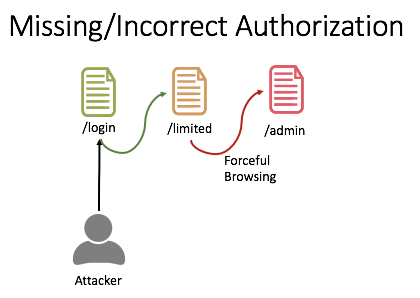 Missing/Incorrect Authorization
/login
/limited
/admin
Forceful
Browsing
Attacker